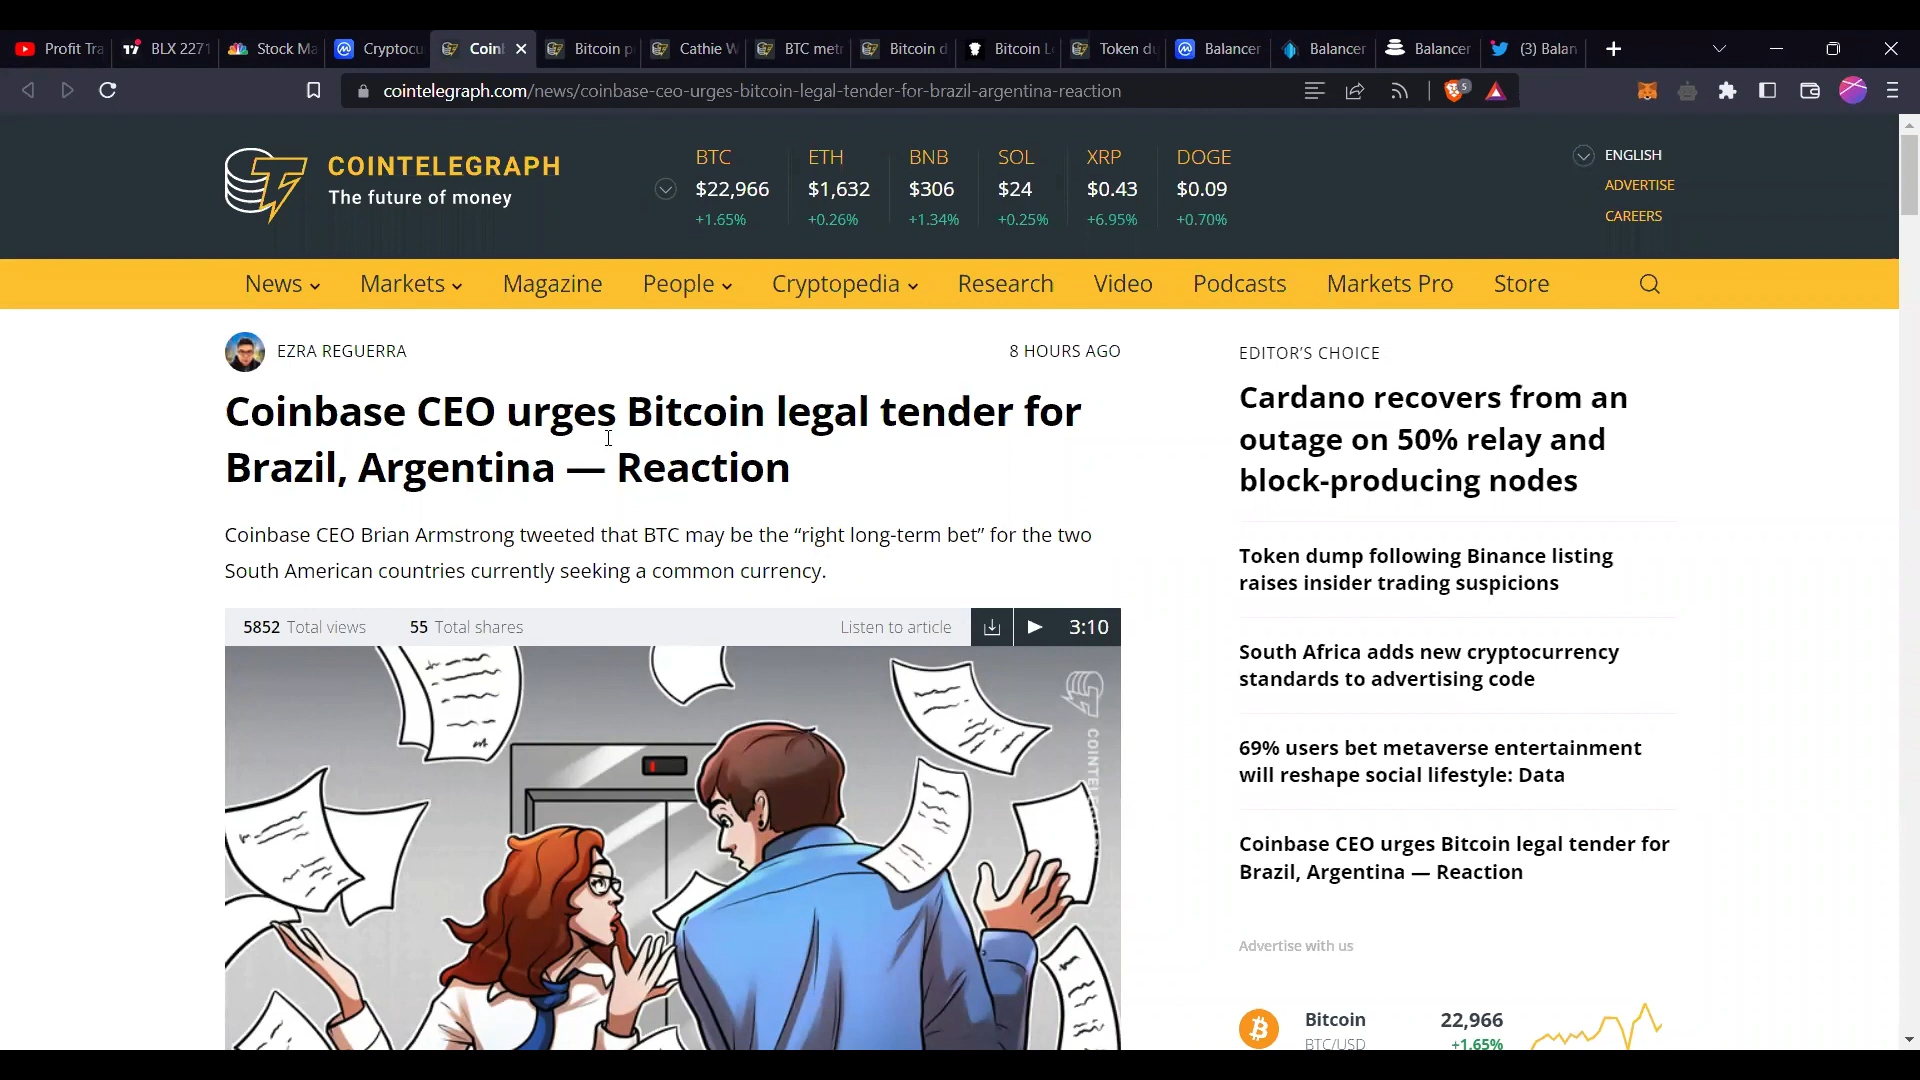 Profit Tra
BLX 2271
Stock Ma
Cryptocu
Coin
Bitcoin p
Cathie W
BTC metr
Bitcoin d
Bitcoin L
Token du
Balancer
Balancer
Balancer
(3) Balan
cointelegraph.com/news/coinbase-ceo-urges-bitcoin-legal-tender-for-brazil-argentina-reaction
5
COINTELEGRAPH
The future of money
BTC ETH BNB SOL XRP DOGE
$22,966 $1,632 $306 $24 $0.43 $0.09
+1.65% +0.26% +1.34% +0.25% +6.95% +0.70%
ENGLISH
ADVERTISE
CAREERS
News Markets Magazine People Cryptopedia Research Video Podcasts Markets Pro Store
EZRA REGUERRA
8 HOURS AGO
Coinbase CEO urges Bitcoin legal tender for
Brazil, Argentina — Reaction
Coinbase CEO Brian Armstrong tweeted that BTC may be the “right long-term bet” for the two
South American countries currently seeking a common currency.
5852 Total views 55 Total shares Listen to article 3:10
EDITOR’S CHOICE
Cardano recovers from an
outage on 50% relay and
block-producing nodes
Token dump following Binance listing
raises insider trading suspicions
South Africa adds new cryptocurrency
standards to advertising code
69% users bet metaverse entertainment
will reshape social lifestyle: Data
Coinbase CEO urges Bitcoin legal tender for
Brazil, Argentina — Reaction
Advertise with us
Bitcoin 22,966
BTC/USD +1.65%